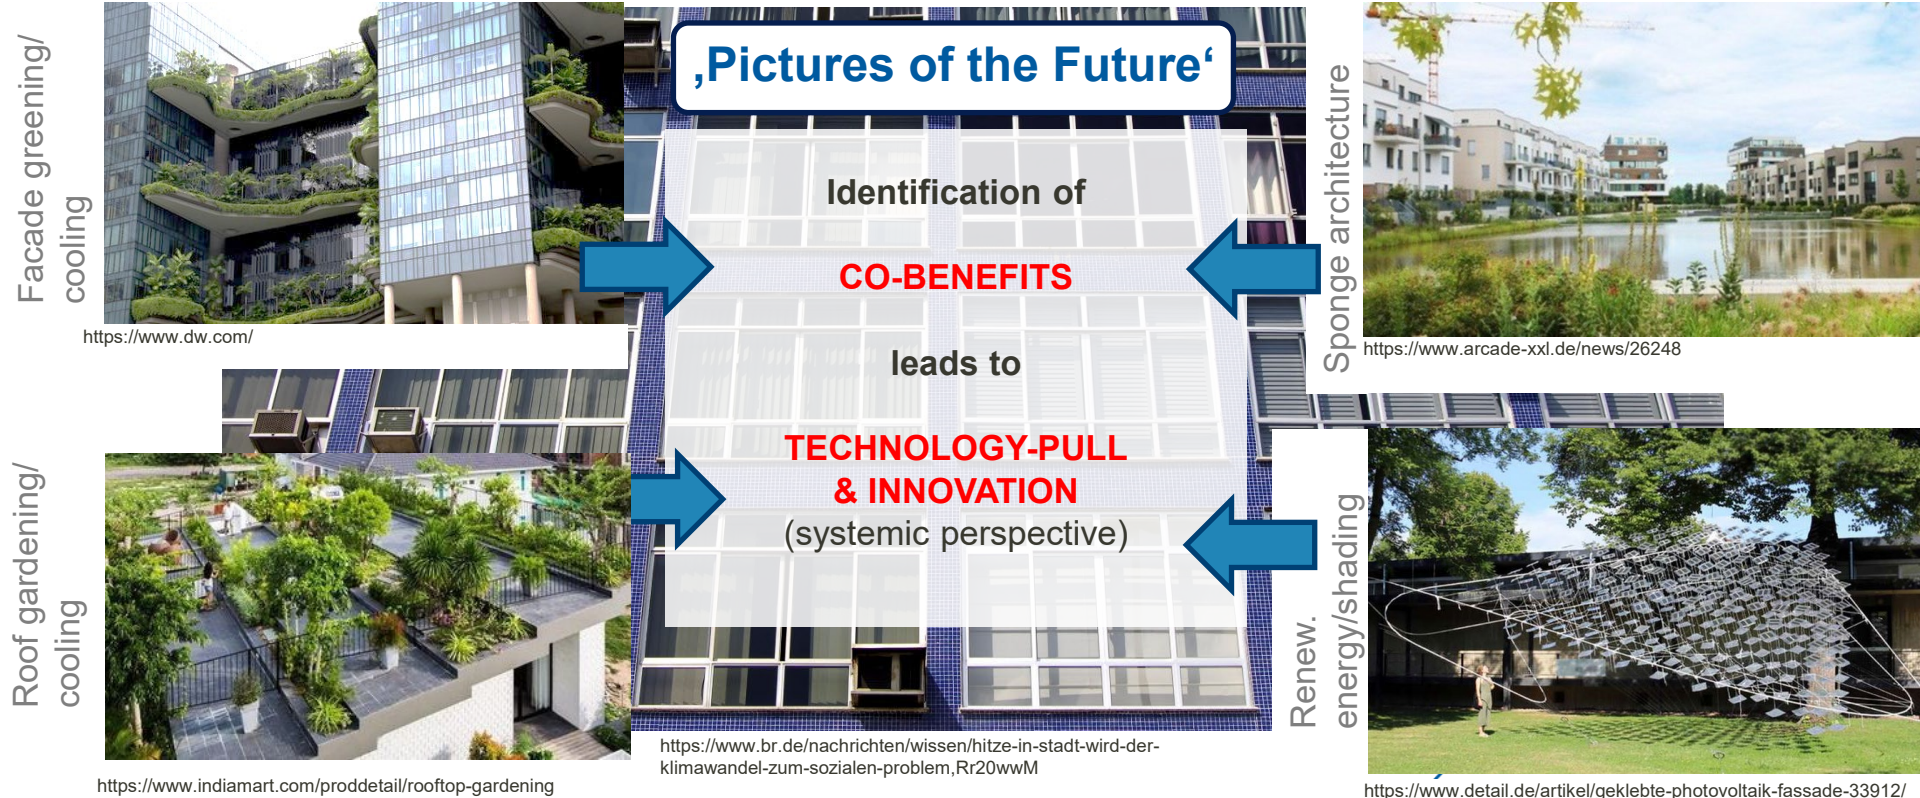 ‚Pictures of the Future‘
Facade greening/
cooling
https://www.dw.com/
Identification of
CO-BENEFITS
leads to
TECHNOLOGY-PULL
& INNOVATION
(systemic perspective)
Sponge architecture
https://www.arcade-xxl.de/news/26248
Roof gardening/
cooling
https://www.indiamart.com/proddetail/rooftop-gardening
https://www.br.de/nachrichten/wissen/hitze-in-stadt-wird-der-
klimawandel-zum-sozialen-problem,Rr20wwM
Renew.
energy/shading
https://www.detail.de/artikel/geklebte-photovoltaik-fassade-33912/